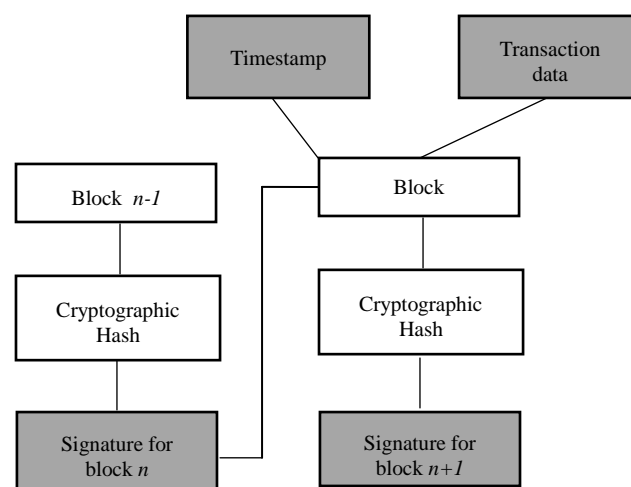 Timestamp
Transaction
data
Block n-1
Block
Cryptographic
Hash
Cryptographic
Hash
Signature for
block n
Signature for
block n+1